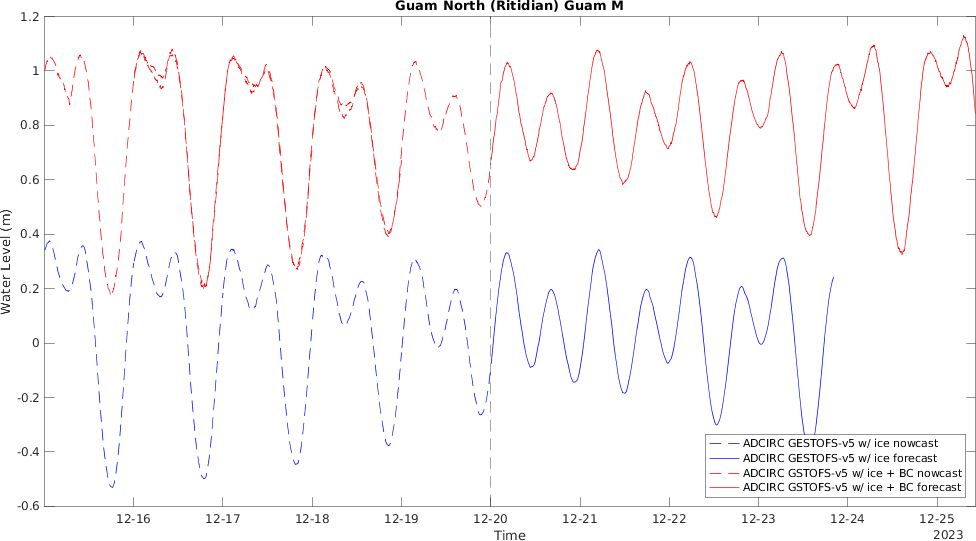 Guam North (Ritidian) Guam M
1.2
1
0.8
0.6
0.4
0.2
0
-0.2
-0.4
-0.6
Water Level (m)
ADCIRC GESTOFS-v5 w/ ice nowcast
ADCIRC GESTOFS-v5 w/ ice forecast
ADCIRC GSTOFS-v5 w/ ice + BC nowcast
ADCIRC GSTOFS-v5 w/ ice + BC forecast
12-16 12-17 12-18 12-19 12-20 12-21 12-22 12-23 12-24 12-25
Time
2023